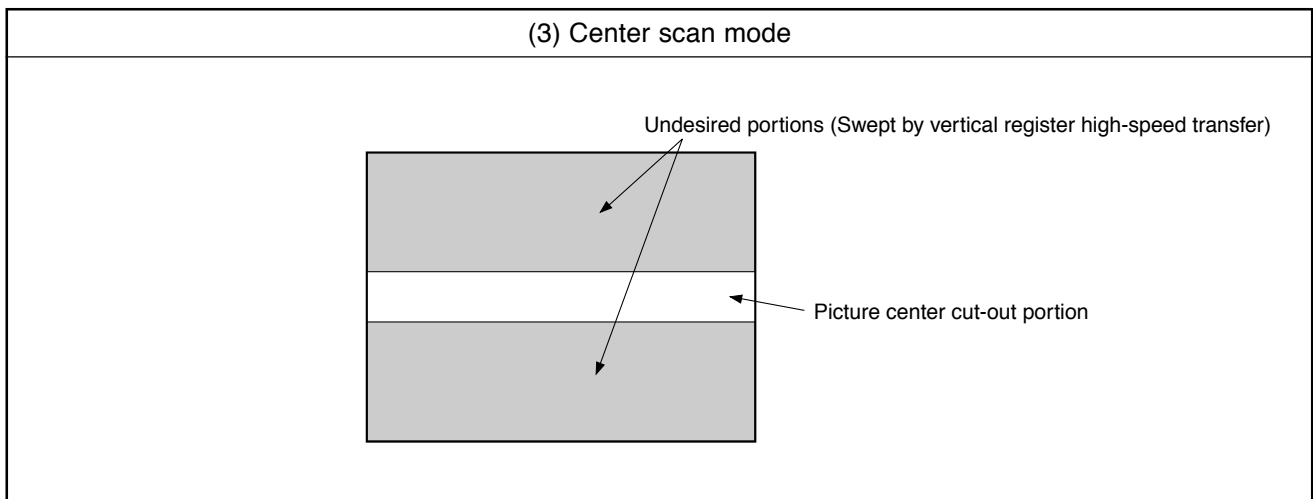 (3) Center scan mode
Undesired portions (Swept by vertical register high-speed transfer)
Picture center cut-out portion